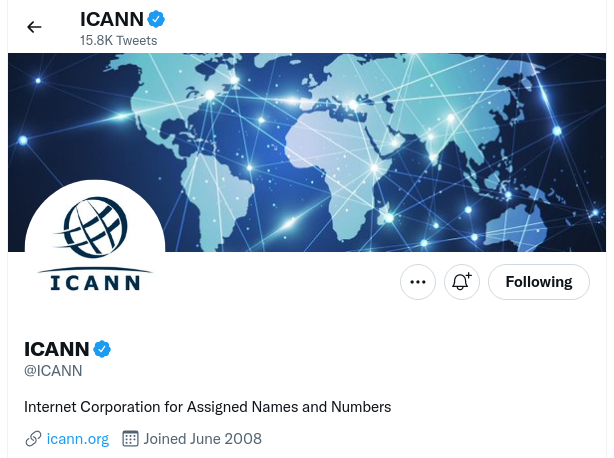 ICANN
15.8K Tweets
ICANN
Following
ICANN
@ICANN
Internet Corporation for Assigned Names and Numbers
icann.org Joined June 2008